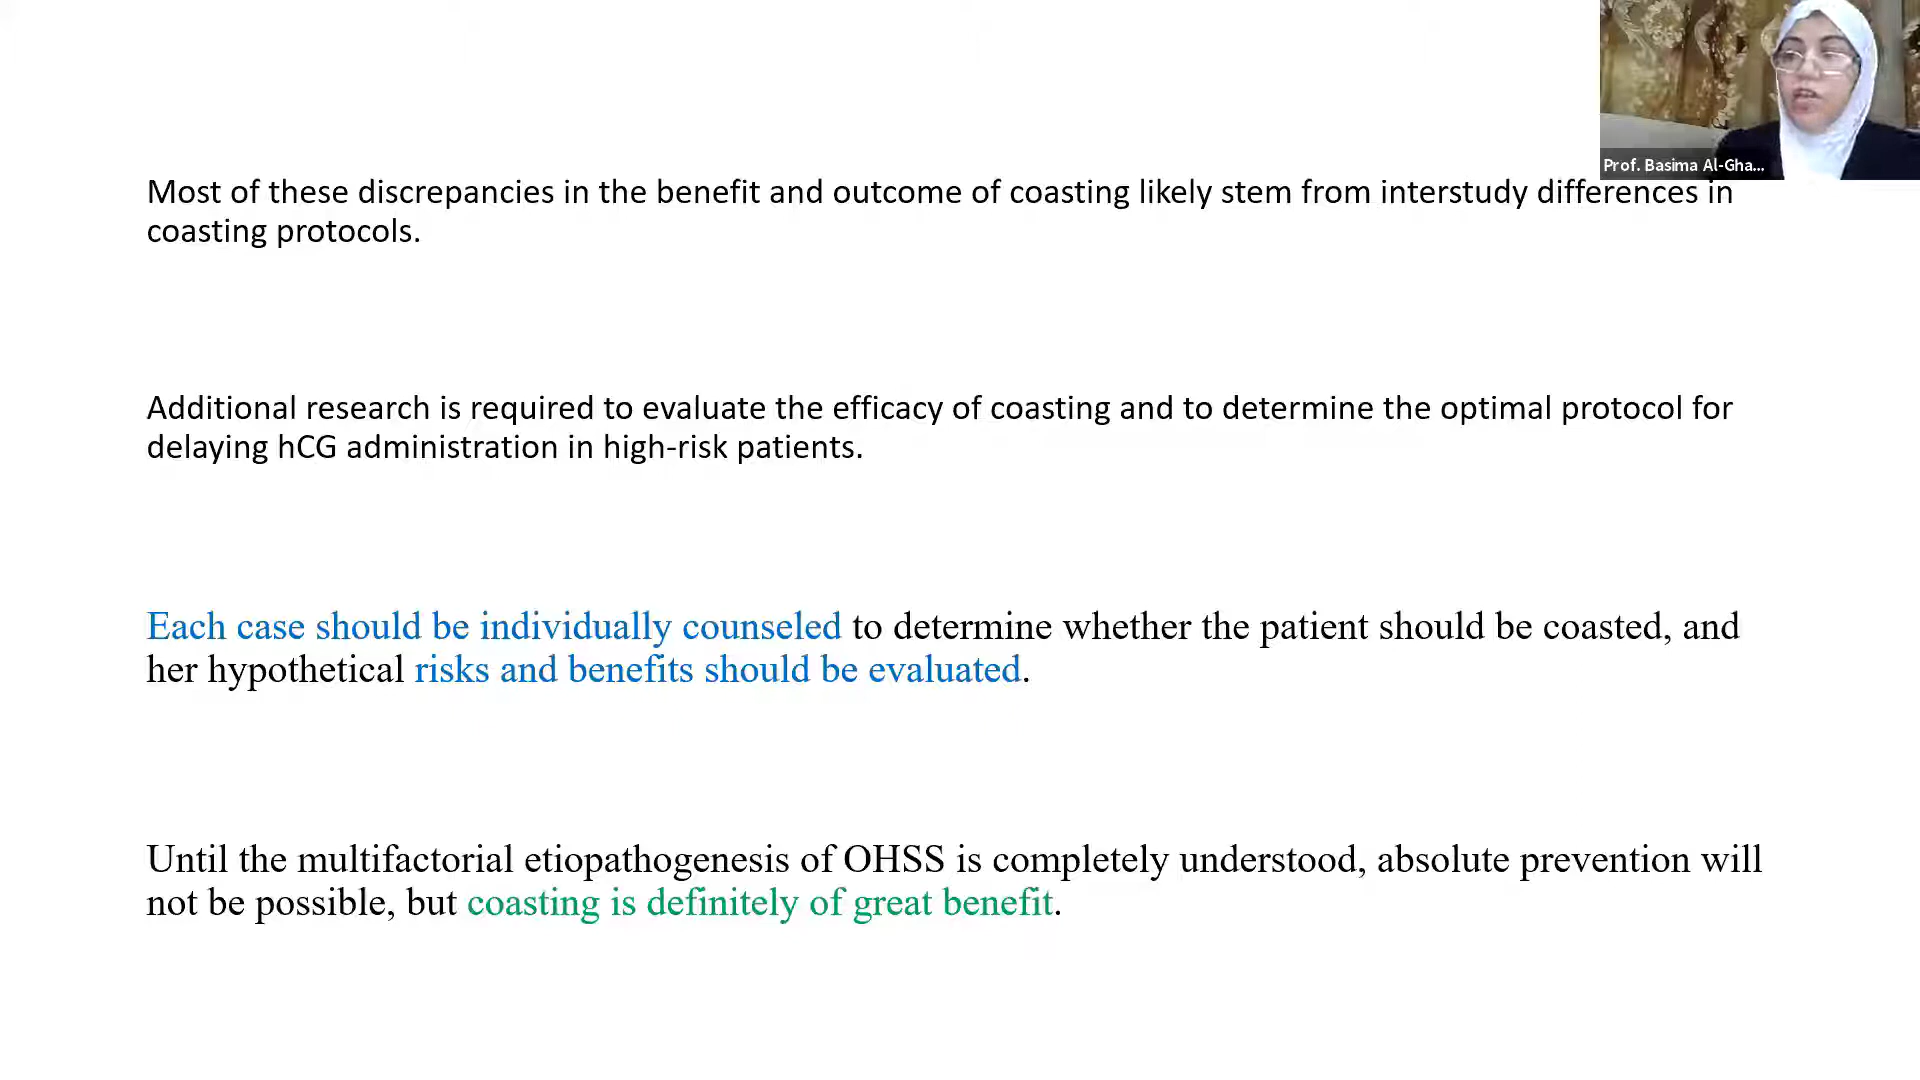 Prof. Basima Al-Gha...
Most of these discrepancies in the benefit and outcome of coasting likely stem from interstudy differences in
coasting protocols.
Additional research is required to evaluate the efficacy of coasting and to determine the optimal protocol for
delaying hCG administration in high-risk patients.
Each case should be individually counseled to determine whether the patient should be coasted, and
her hypothetical risks and benefits should be evaluated.
Until the multifactorial etiopathogenesis of OHSS is completely understood, absolute prevention will
not be possible, but coasting is definitely of great benefit.